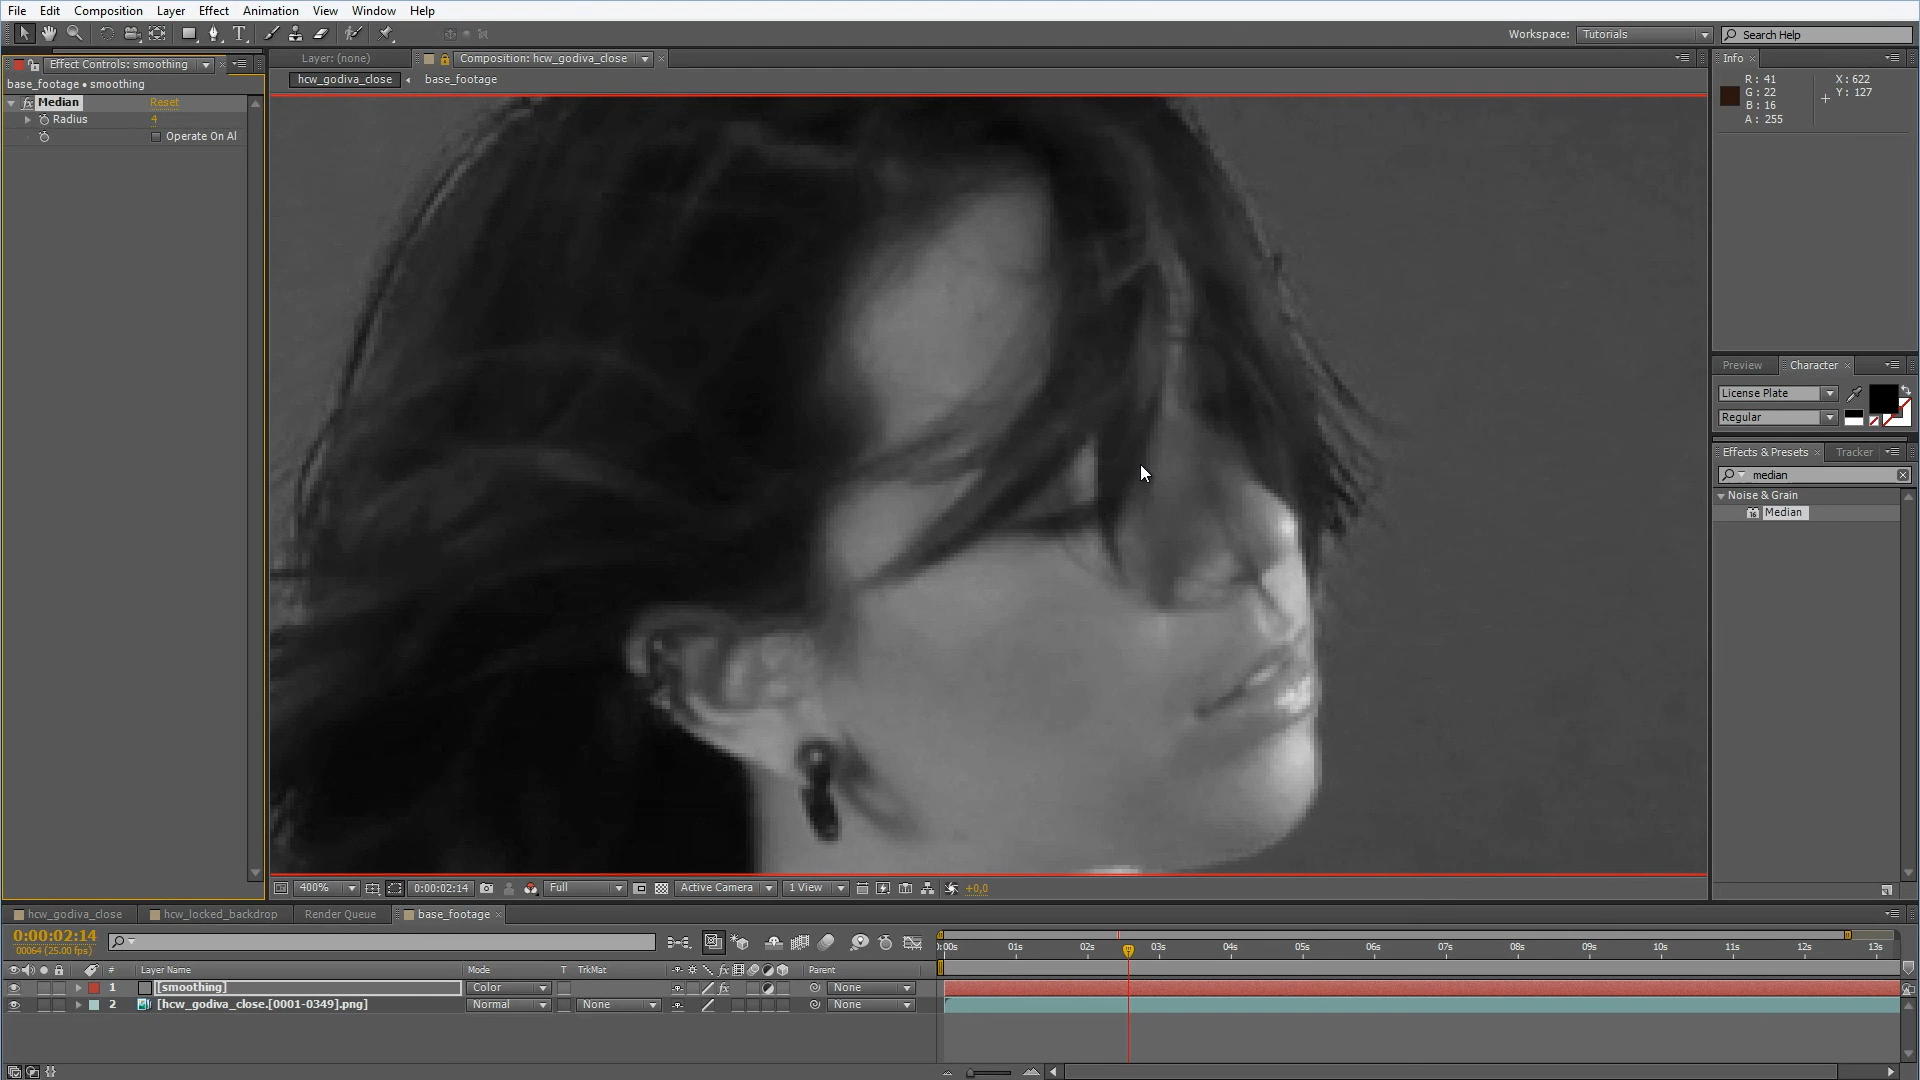 File Edit Composition Layer Effect Animation View Window Help
Workspace: Tutorials Search Help
Effect Controls: smoothing
Layer: (none) Composition: hcw_godiva_close
Info
hcw_godiva_close base_footage
base_footage • smoothing
Median Reset
Radius 4
Operate On Al
R: 41 X: 622
G: 22 Y: 127
B: 16
A: 255
Preview Character
License Plate
Regular
Effects & Presets Tracker
median
Noise & Grain
16 Median
400% 0:00:02:14 Full Active Camera 1 View +0,0
hcw_godiva_close hcw_locked_backdrop Render Queue base_footage
0:00:02:14
00064 (25.00 fps)
0:00s 01s 02s 03s 04s 05s 06s 07s 08s 09s 10s 11s 12s 13s
# Layer Name Mode T TrkMat fx Parent
1 [smoothing] Color fx None
2 [hcw_godiva_close.[0001-0349].png] Normal None None